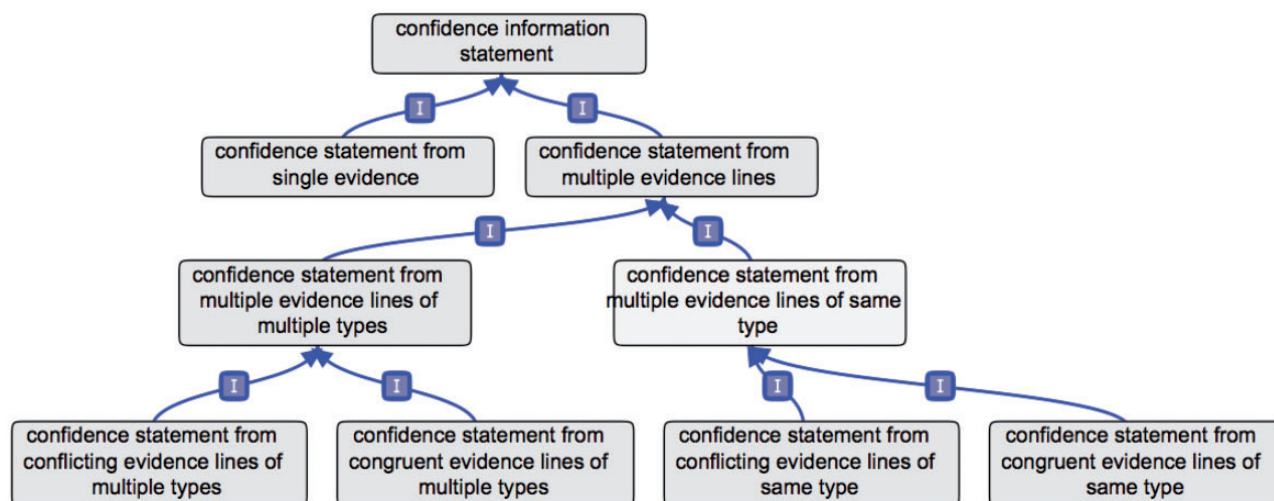 confidence information
statement
I
I
confidence statement from
single evidence
confidence statement from
multiple evidence lines
I
I
confidence statement from
multiple evidence lines of
multiple types
confidence statement from
multiple evidence lines of same
type
I
I
I
I
confidence statement from
conflicting evidence lines of
multiple types
confidence statement from
congruent evidence lines of
multiple types
confidence statement from
conflicting evidence lines of
same type
confidence statement from
congruent evidence lines of
same type